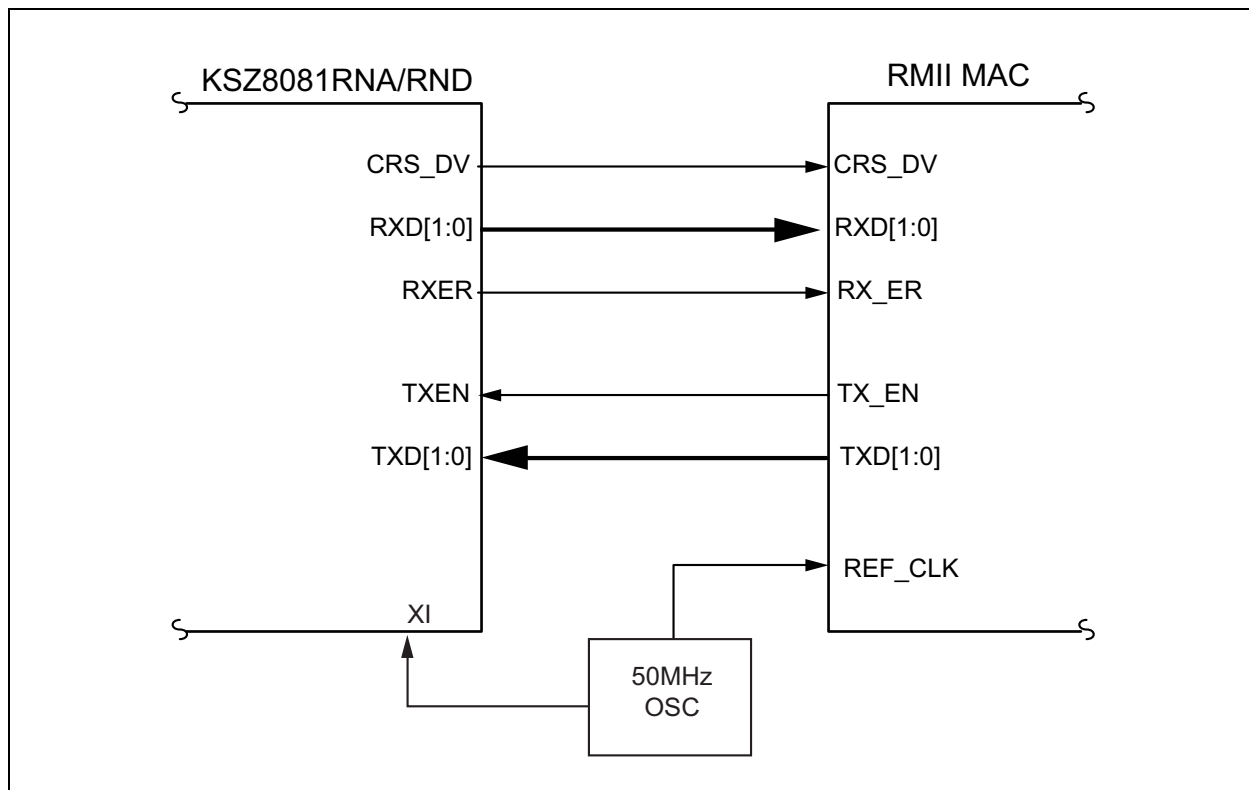 KSZ8081RNA/RND RMII MAC
CRS_DV CRS_DV
RXD[1:0] RXD[1:0]
RXER RX_ER
TXEN TX_EN
TXD[1:0] TXD[1:0]
REF_CLK
XI
50MHz
OSC